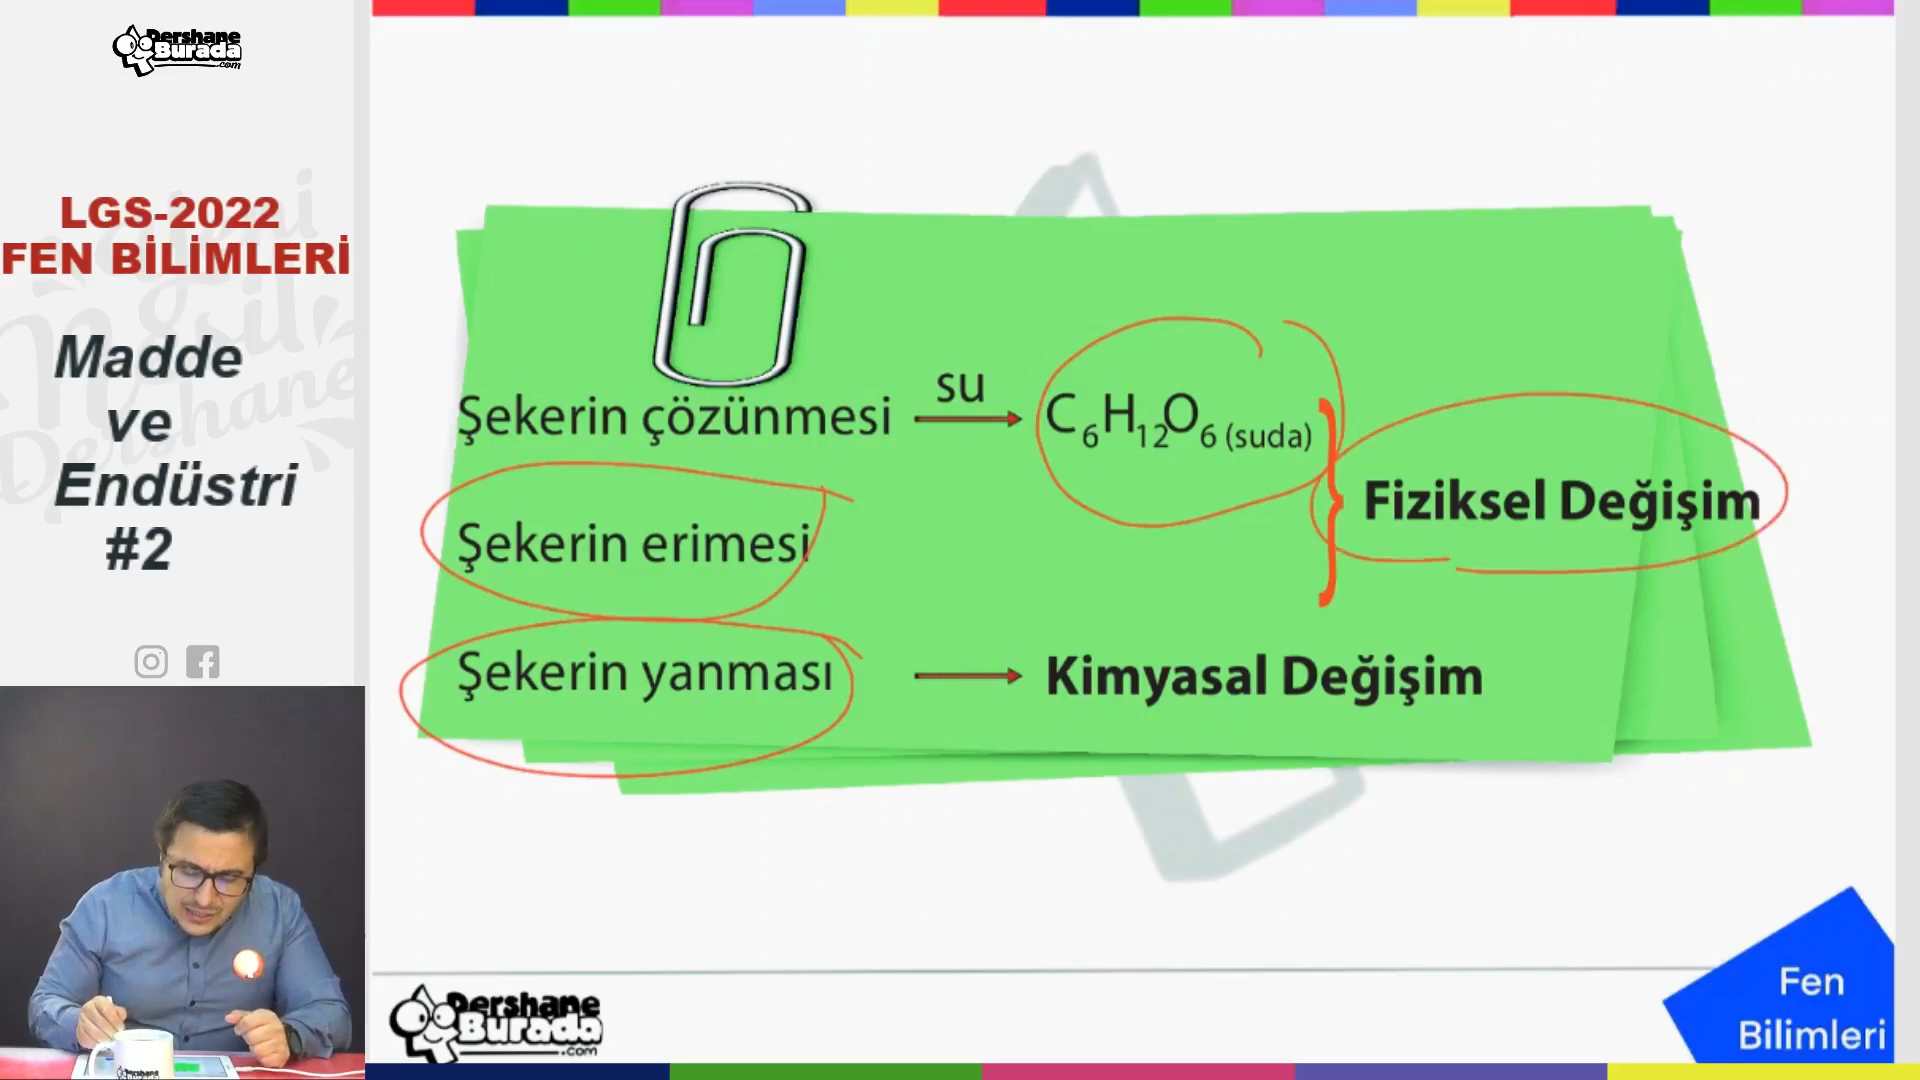 Dershane
Burada
.com
LGS-2022
FEN BİLİMLERİ
Madde
ve
Endüstri
#2
Şekerin çözünmesi su C6H12O6 (suda)
Şekerin erimesi
Fiziksel Değişim
Şekerin yanması Kimyasal Değişim
Dershane
Burada
.com
Fen
Bilimleri